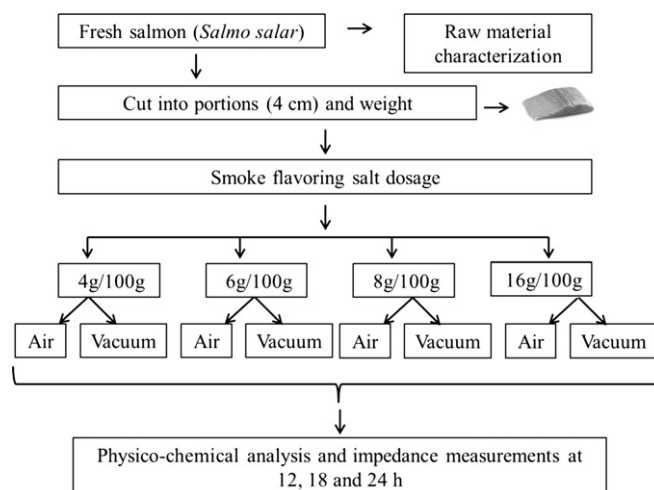 Fresh salmon (Salmo salar)
Raw material
characterization
Cut into portions (4 cm) and weight
Smoke flavoring salt dosage
4g/100g
6g/100g
8g/100g
16g/100g
Air
Vacuum
Air
Vacuum
Air
Vacuum
Air
Vacuum
Physico-chemical analysis and impedance measurements at
12, 18 and 24 h